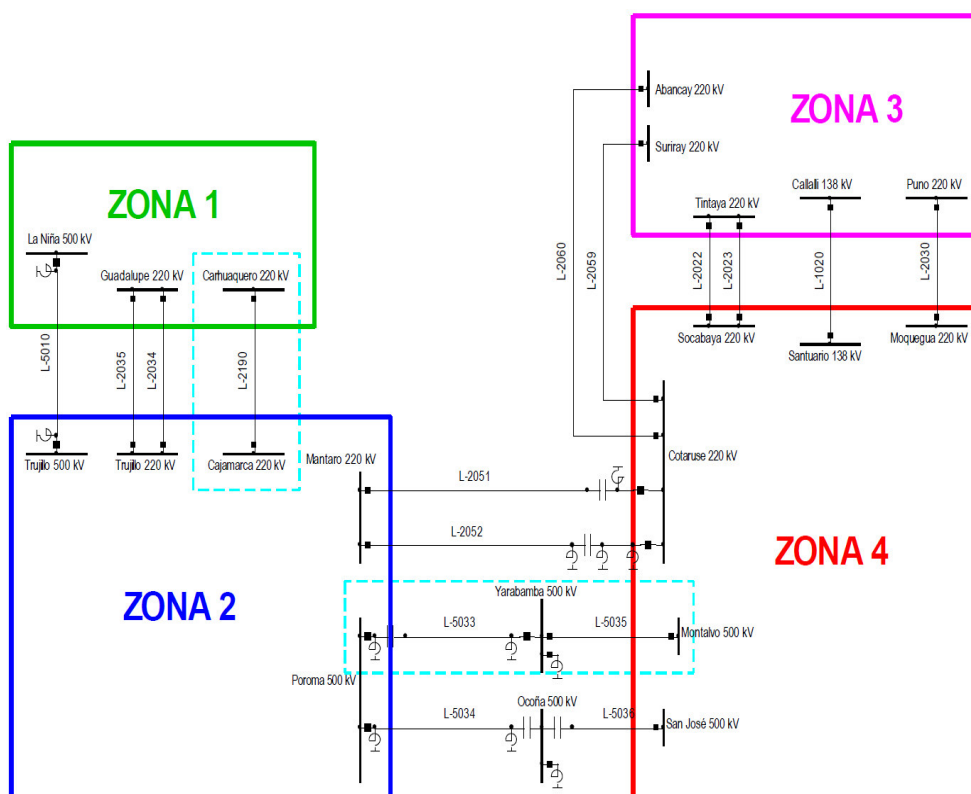 Abancay 220 kV
ZONA 3
Suriray 220 kV
Callalli 138 kV
Puno 220 kV
Tintaya 220 kV
ZONA 1
La Niña 500 kV
Guadalupe 220 kV
Carhuaquero 220 kV
L-2060
L-2059
L-2022
L-2023
L-1020
L-2030
L-5010
L-2035
L-2034
L-2190
Socabaya 220 kV
Santuario 138 kV
Moquegua 220 kV
Trujillo 500 kV
Trujillo 220 kV
Cajamarca 220 kV
Mantaro 220 kV
Cotaruse 220 kV
L-2051
L-2052
ZONA 4
ZONA 2
Yarabamba 500 kV
L-5033
L-5035
Montalvo 500 kV
Poroma 500 kV
Ocoña 500 kV
L-5034
L-5036
San José 500 kV